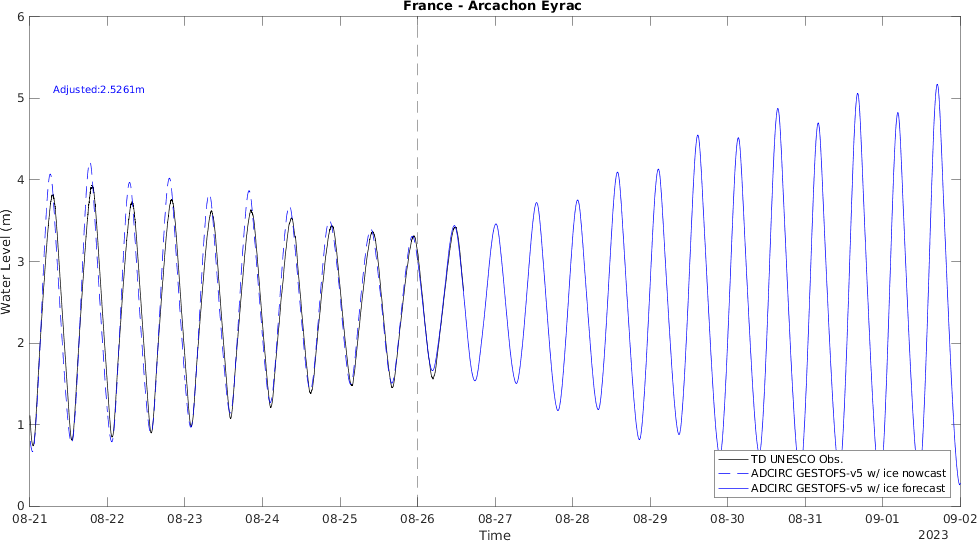 France - Arcachon Eyrac
6
5
4
3
2
1
0
Water Level (m)
Adjusted:2.5261m
TD UNESCO Obs.
ADCIRC GESTOFS-v5 w/ ice nowcast
ADCIRC GESTOFS-v5 w/ ice forecast
08-21 08-22 08-23 08-24 08-25 08-26 08-27 08-28 08-29 08-30 08-31 09-01 09-02
Time
2023